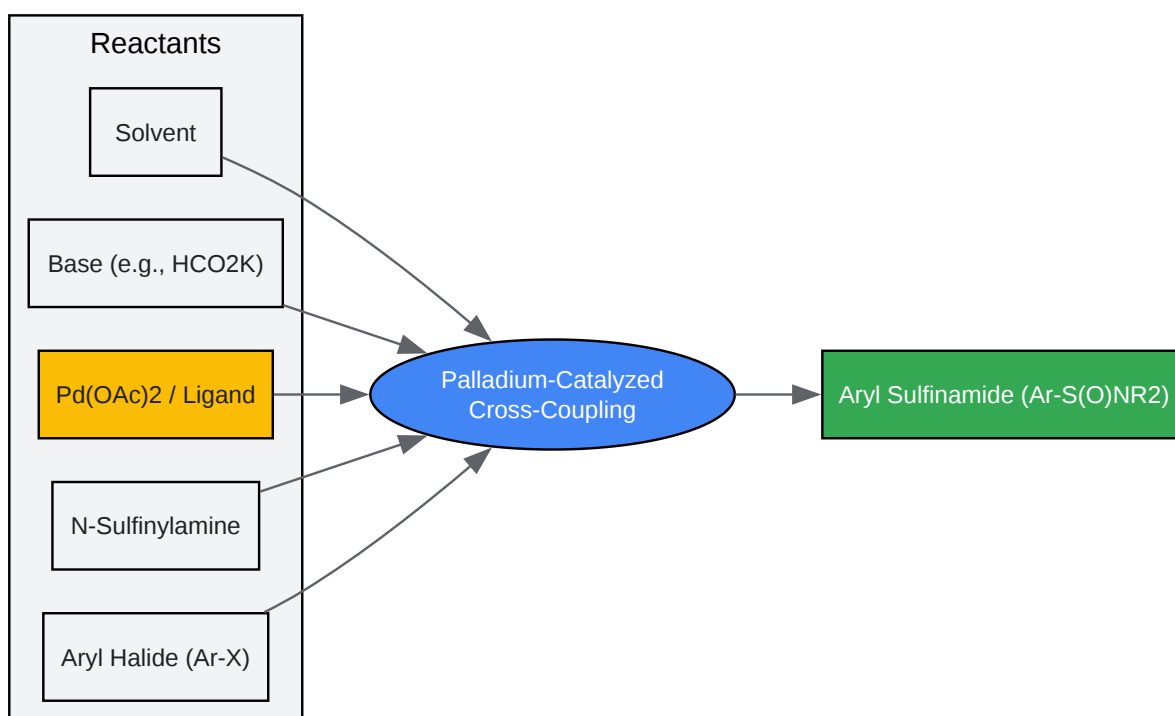 Reactants
Solvent
Base (e.g., HCO2K)
Pd(OAc)2 / Ligand
N-Sulfinylamine
Aryl Halide (Ar-X)
Palladium-Catalyzed
Cross-Coupling
Aryl Sulfinamide (Ar-S(O)NR2)